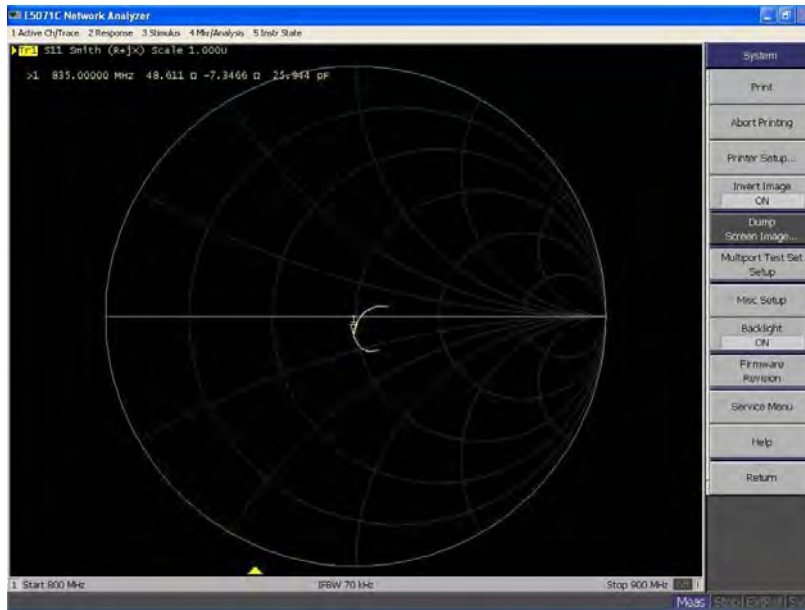 E5071C Network Analyzer
1 Active Ch/Trace 2 Response 3 Stimulus 4 Mkr/Analysis 5 Instr State
Tr1 S11 Smith (R+jX) Scale 1.000U
>1 835.00000 MHz 48.611 Ω -7.3466 Ω 25.944 pF
System
Print
Abort Printing
Printer Setup...
Invert Image
ON
Dump
Screen Image...
Multiport Test Set
Setup
Misc Setup
Backlight
ON
Firmware
Revision
Service Menu
Help
Return
1
1 Start 800 MHz IFBW 70 kHz Stop 900 MHz
Meas Stop ExtRef